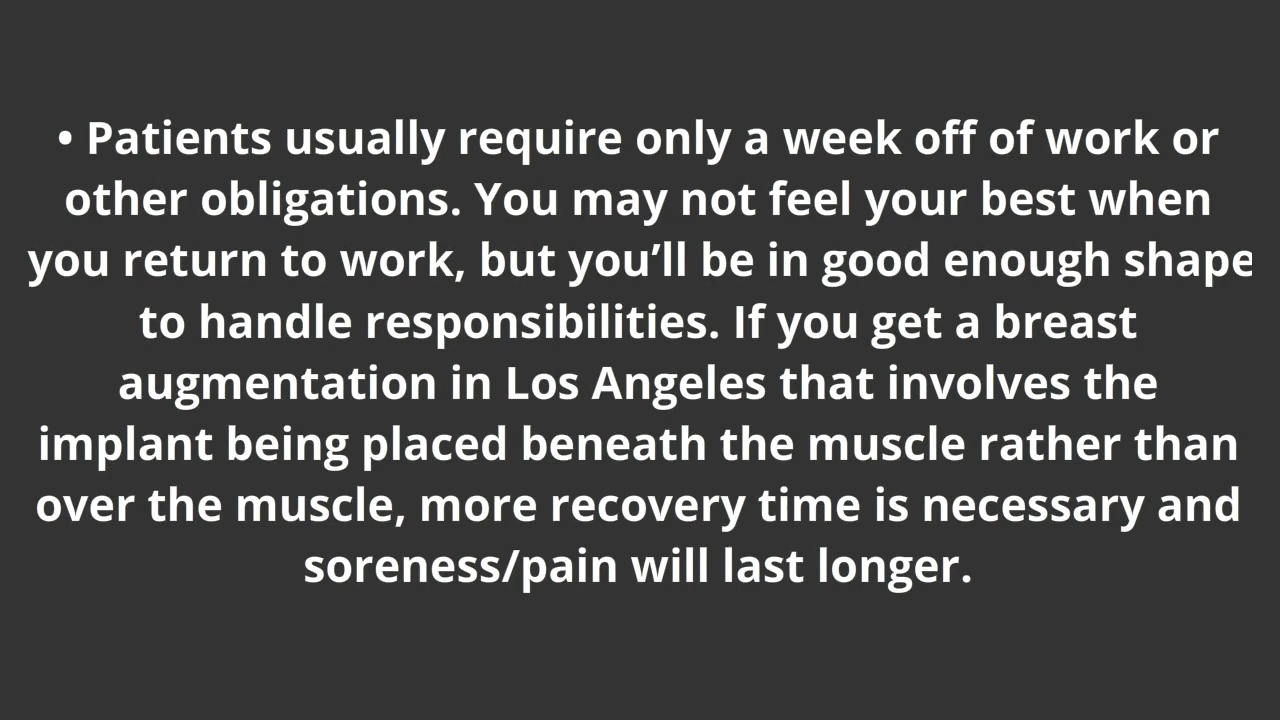 • Patients usually require only a week off of work or
other obligations. You may not feel your best when
you return to work, but you’ll be in good enough shape
to handle responsibilities. If you get a breast
augmentation in Los Angeles that involves the
implant being placed beneath the muscle rather than
over the muscle, more recovery time is necessary and
soreness/pain will last longer.